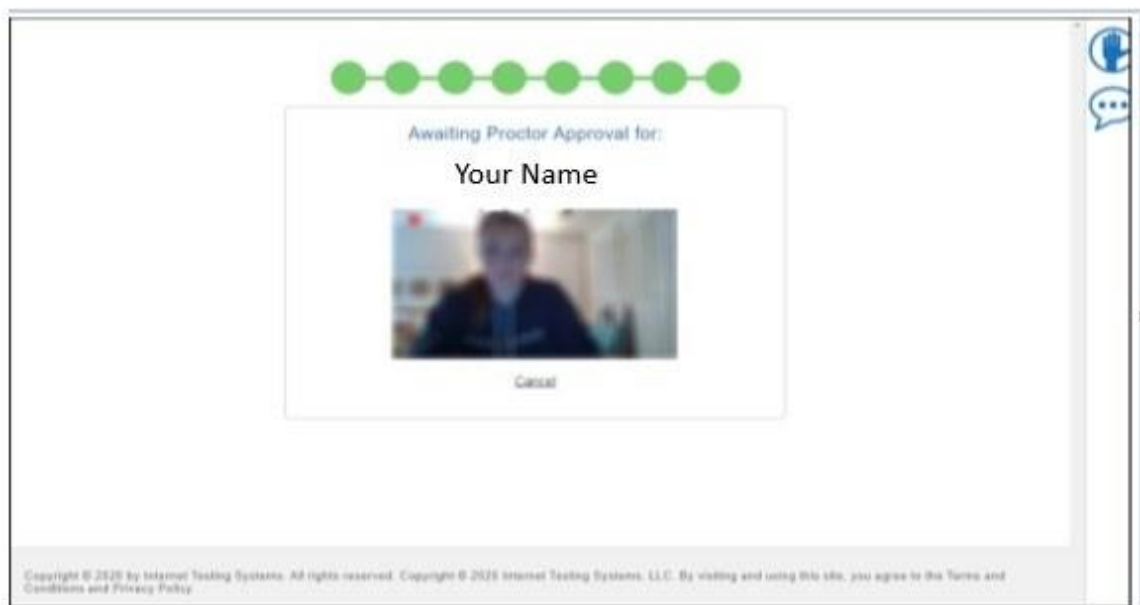 Awaiting Proctor Approval for:
Your Name
Cancel
Copyright © 2020 by Internet Testing Systems. All rights reserved. Copyright © 2020 Internet Testing Systems, LLC. By visiting and using this site, you agree to the Terms and
Conditions and Privacy Policy